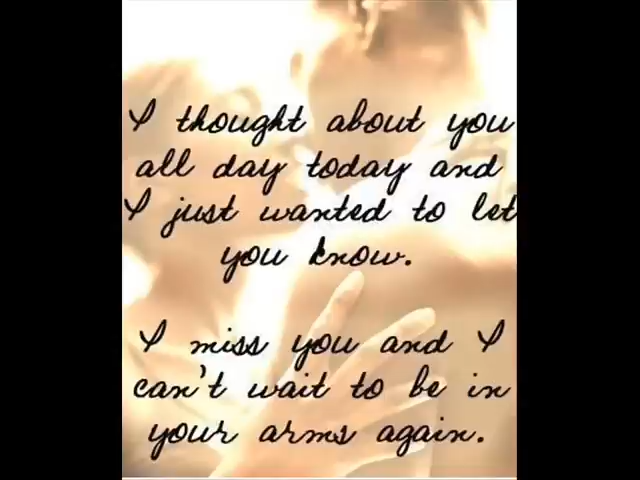 I thought about you
all day today and
I just wanted to let
you know.
I miss you and I
can't wait to be in
your arms again.